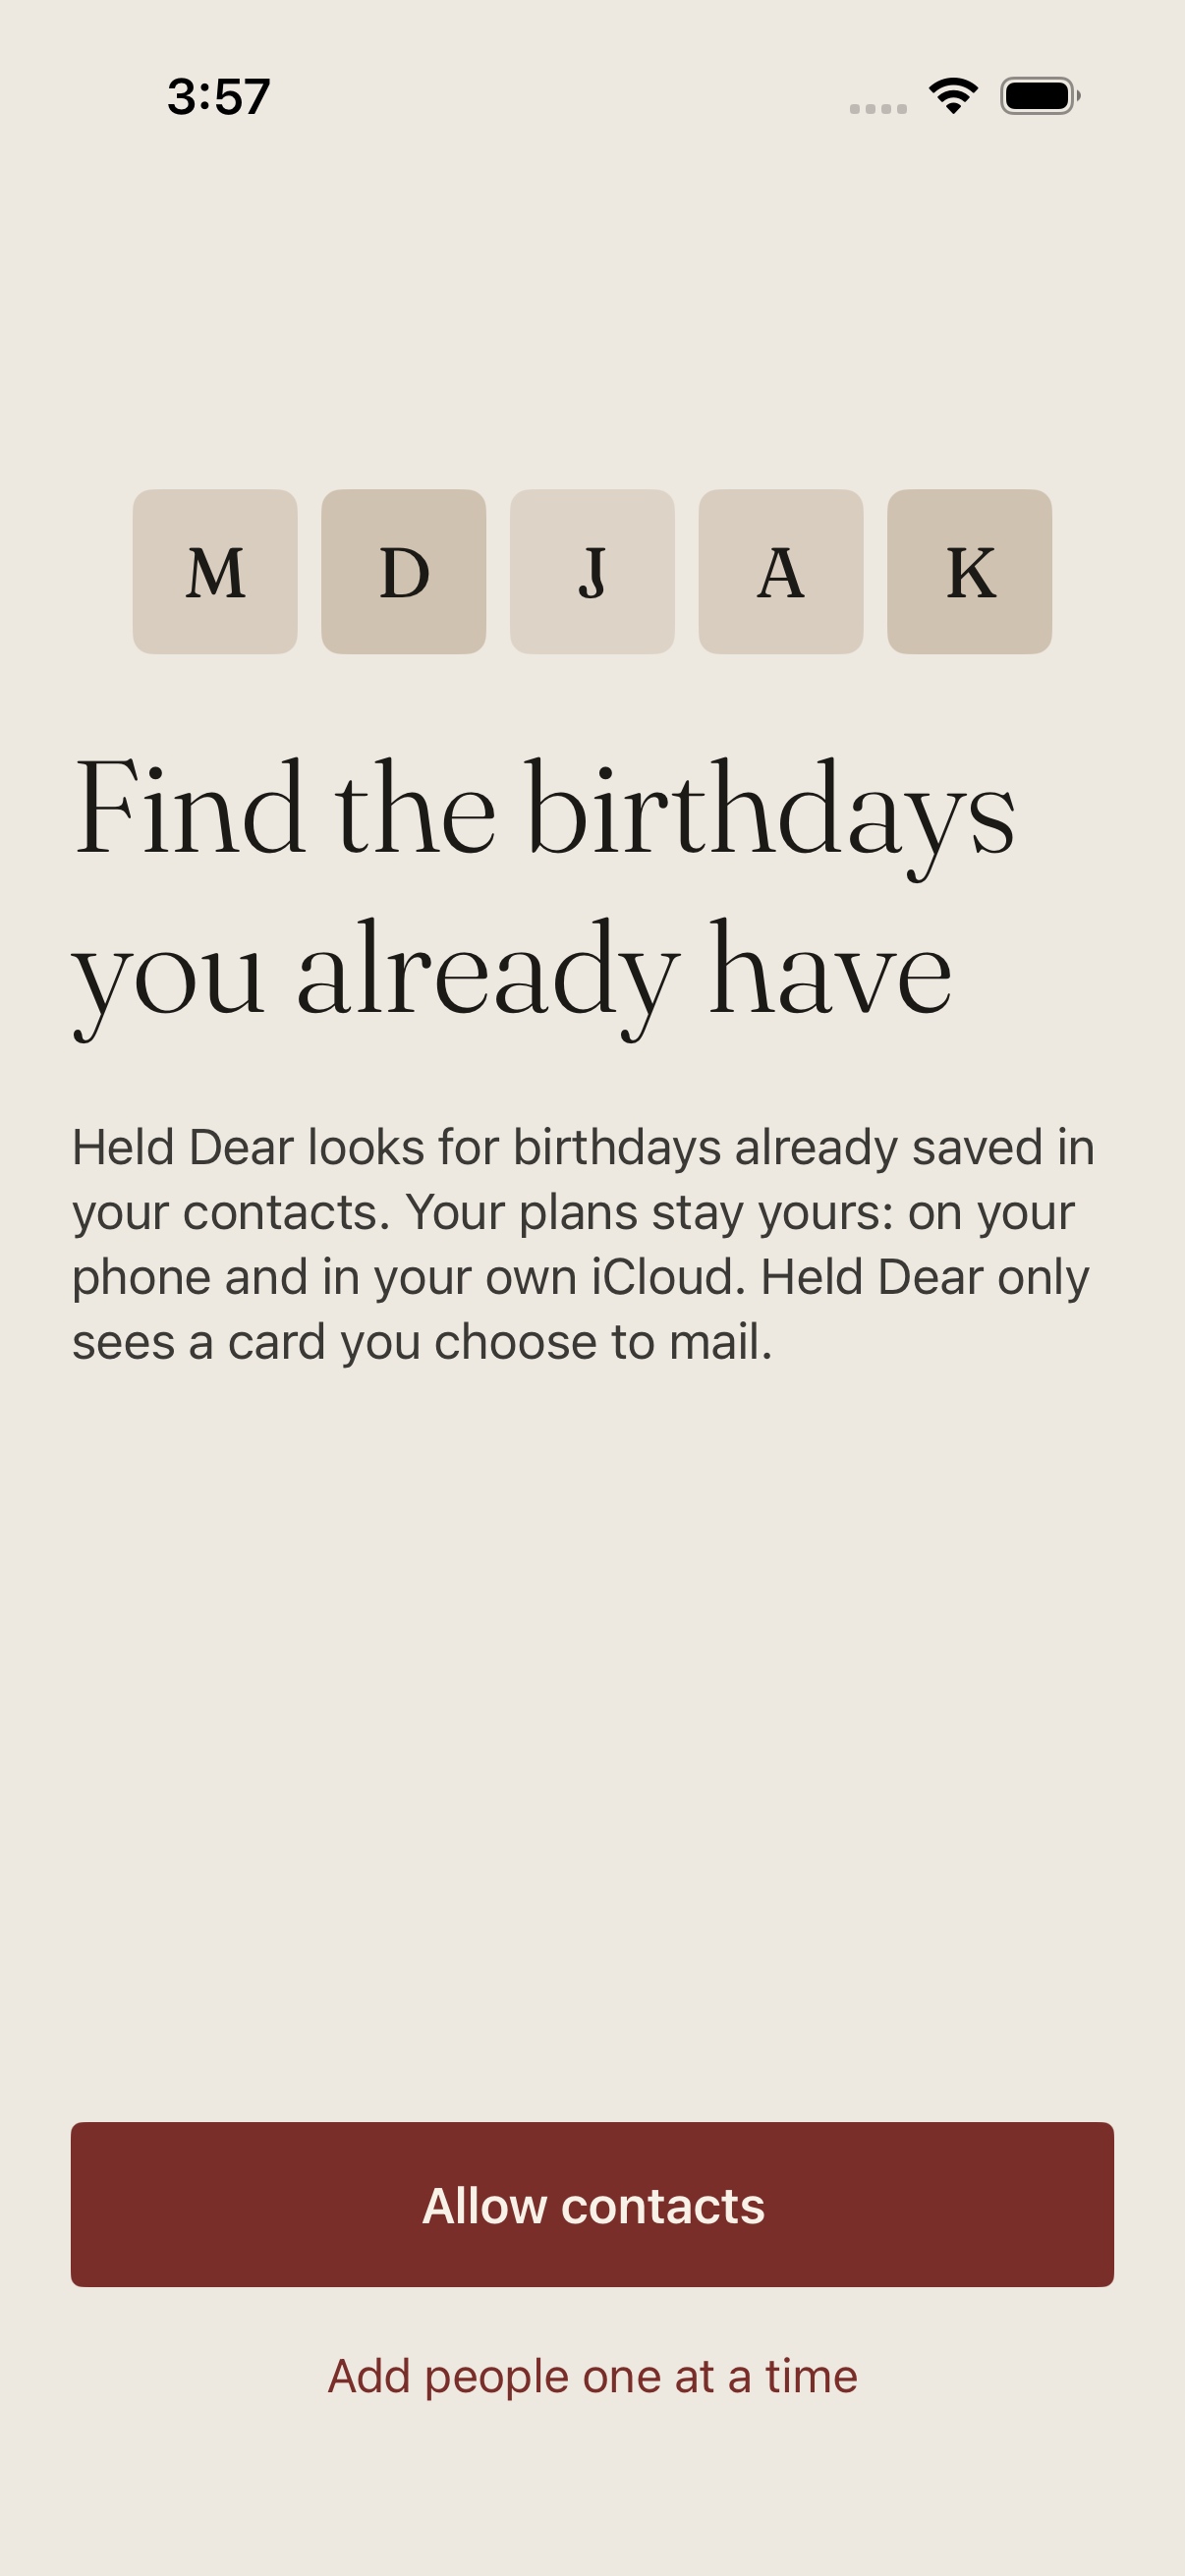 3:57
M D J A K
Find the birthdays
you already have
Held Dear looks for birthdays already saved in
your contacts. Your plans stay yours: on your
phone and in your own iCloud. Held Dear only
sees a card you choose to mail.
Allow contacts
Add people one at a time